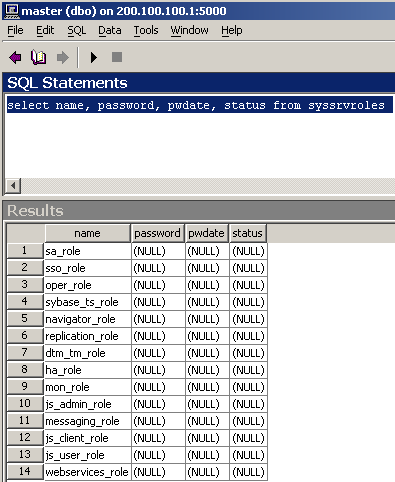 master (dbo) on 200.100.100.1:5000
File Edit SQL Data Tools Window Help
SQL Statements
select name, password, pwdate, status from syssrvroles
Results
name password pwdate status
1 sa_role (NULL) (NULL) (NULL)
2 sso_role (NULL) (NULL) (NULL)
3 oper_role (NULL) (NULL) (NULL)
4 sybase_ts_role (NULL) (NULL) (NULL)
5 navigator_role (NULL) (NULL) (NULL)
6 replication_role (NULL) (NULL) (NULL)
7 dtm_tm_role (NULL) (NULL) (NULL)
8 ha_role (NULL) (NULL) (NULL)
9 mon_role (NULL) (NULL) (NULL)
10 js_admin_role (NULL) (NULL) (NULL)
11 messaging_role (NULL) (NULL) (NULL)
12 js_client_role (NULL) (NULL) (NULL)
13 js_user_role (NULL) (NULL) (NULL)
14 webservices_role (NULL) (NULL) (NULL)